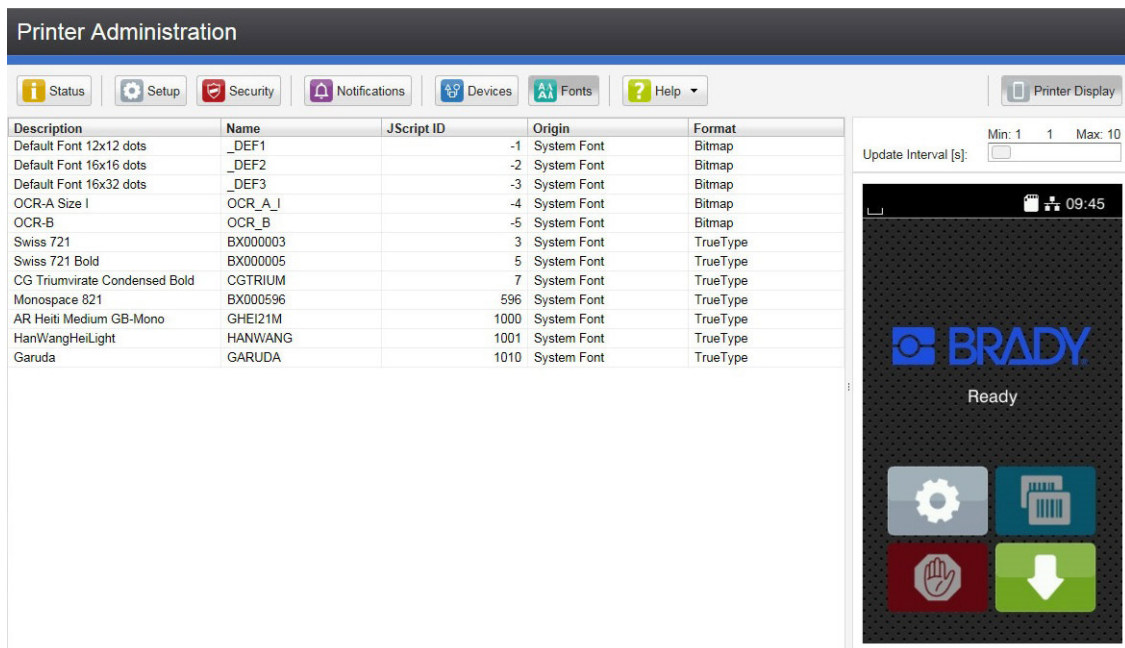 Printer Administration
Status Setup Security Notifications Devices Fonts Help Printer Display
Description Name JScript ID Origin Format
Default Font 12x12 dots _DEF1 -1 System Font Bitmap
Default Font 16x16 dots _DEF2 -2 System Font Bitmap
Default Font 16x32 dots _DEF3 -3 System Font Bitmap
OCR-A Size I OCR_A_I -4 System Font Bitmap
OCR-B OCR_B -5 System Font Bitmap
Swiss 721 BX000003 3 System Font TrueType
Swiss 721 Bold BX000005 5 System Font TrueType
CG Triumvirate Condensed Bold CGTRIUM 7 System Font TrueType
Monospace 821 BX000596 596 System Font TrueType
AR Heiti Medium GB-Mono GHEI21M 1000 System Font TrueType
HanWangHeiLight HANWANG 1001 System Font TrueType
Garuda GARUDA 1010 System Font TrueType
Min: 1 1 Max: 10
Update Interval [s]:
09:45
BRADY
Ready